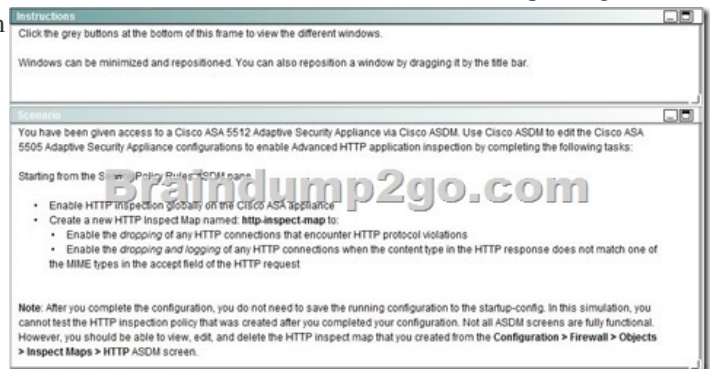 Instructions
Click the grey buttons at the bottom of this frame to view the different windows.
Windows can be minimized and repositioned. You can also reposition a window by dragging it by the title bar.
Scenario
You have been given access to a Cisco ASA 5512 Adaptive Security Appliance via Cisco ASDM. Use Cisco ASDM to edit the Cisco ASA
5505 Adaptive Security Appliance configurations to enable Advanced HTTP application inspection by completing the following tasks:
Starting from the Policy Rules ASDM page
Braindump2go.com
• Enable HTTP inspection globally on the Cisco ASA appliance
• Create a new HTTP Inspect Map named: http-inspect-map to:
• Enable the dropping of any HTTP connections that encounter HTTP protocol violations
• Enable the dropping and logging of any HTTP connections when the content type in the HTTP response does not match one of
the MIME types in the accept field of the HTTP request
Note: After you complete the configuration, you do not need to save the running configuration to the startup-config. In this simulation, you
cannot test the HTTP inspection policy that was created after you completed your configuration. Not all ASDM screens are fully functional.
However, you should be able to view, edit, and delete the HTTP inspect map that you created from the Configuration > Firewall > Objects
> Inspect Maps > HTTP ASDM screen.